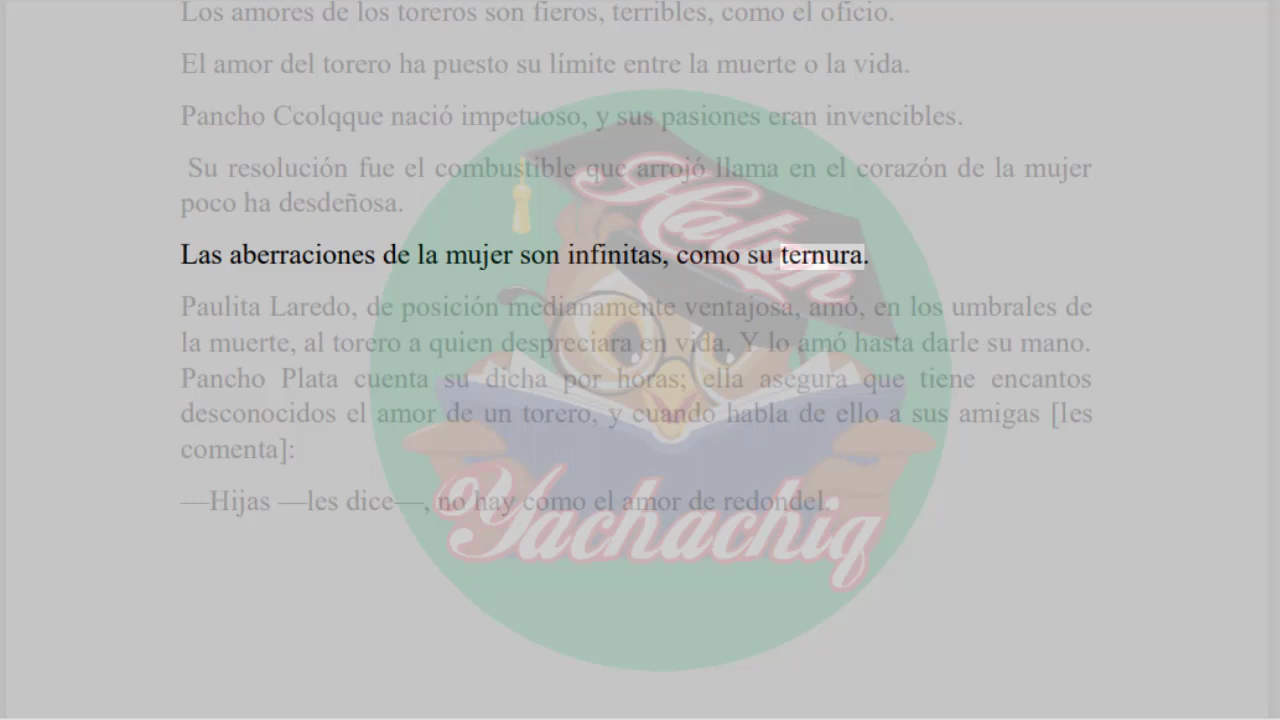 Los amores de los toreros son fieros, terribles, como el oficio.
El amor del torero ha puesto su límite entre la muerte o la vida.
Pancho Ccolqque nació impetuoso, y sus pasiones eran invencibles.
Su resolución fue el combustible que arrojó llama en el corazón de la mujer
poco ha desdeñosa.
Las aberraciones de la mujer son infinitas, como su ternura.
Paulita Laredo, de posición medianamente ventajosa, amó, en los umbrales de
la muerte, al torero a quien despreciara en vida. Y lo amó hasta darle su mano.
Pancho Plata cuenta su dicha por horas; ella asegura que tiene encantos
desconocidos el amor de un torero, y cuando habla de ello a sus amigas [les
comenta]:
—Hijas —les dice—, no hay como el amor de redondel.
Hatun
Yachachiq